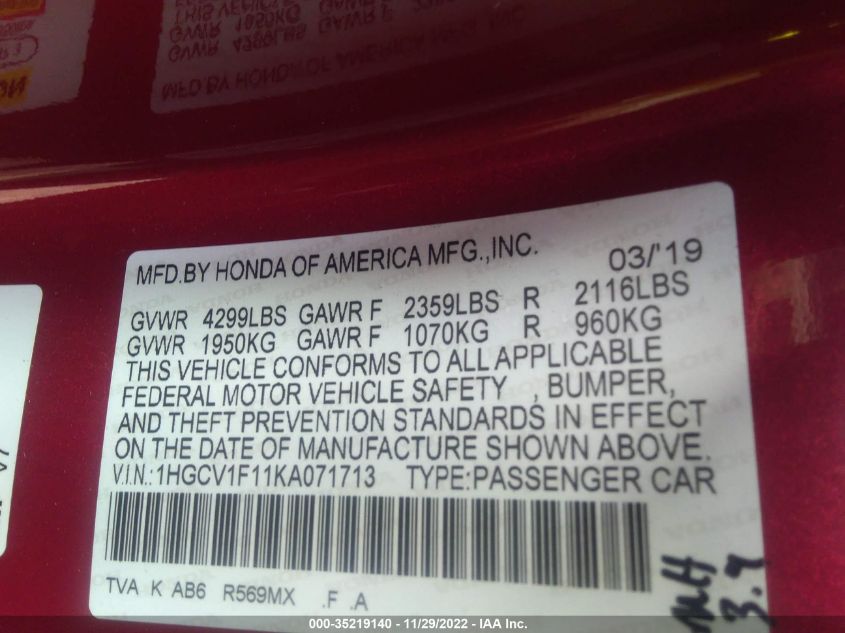 MFD.BY HONDA OF AMERICA MFG.,INC. 03/'19
GVWR 4299LBS GAWR F 2359LBS R 2116LBS
GVWR 1950KG GAWR F 1070KG R 960KG
THIS VEHICLE CONFORMS TO ALL APPLICABLE
FEDERAL MOTOR VEHICLE SAFETY , BUMPER,
AND THEFT PREVENTION STANDARDS IN EFFECT
ON THE DATE OF MANUFACTURE SHOWN ABOVE.
V.I.N.:1HGCV1F11KA071713 TYPE:PASSENGER CAR
TVA K AB6 R569MX .F .A
000-35219140 - 11/29/2022 - IAA Inc.